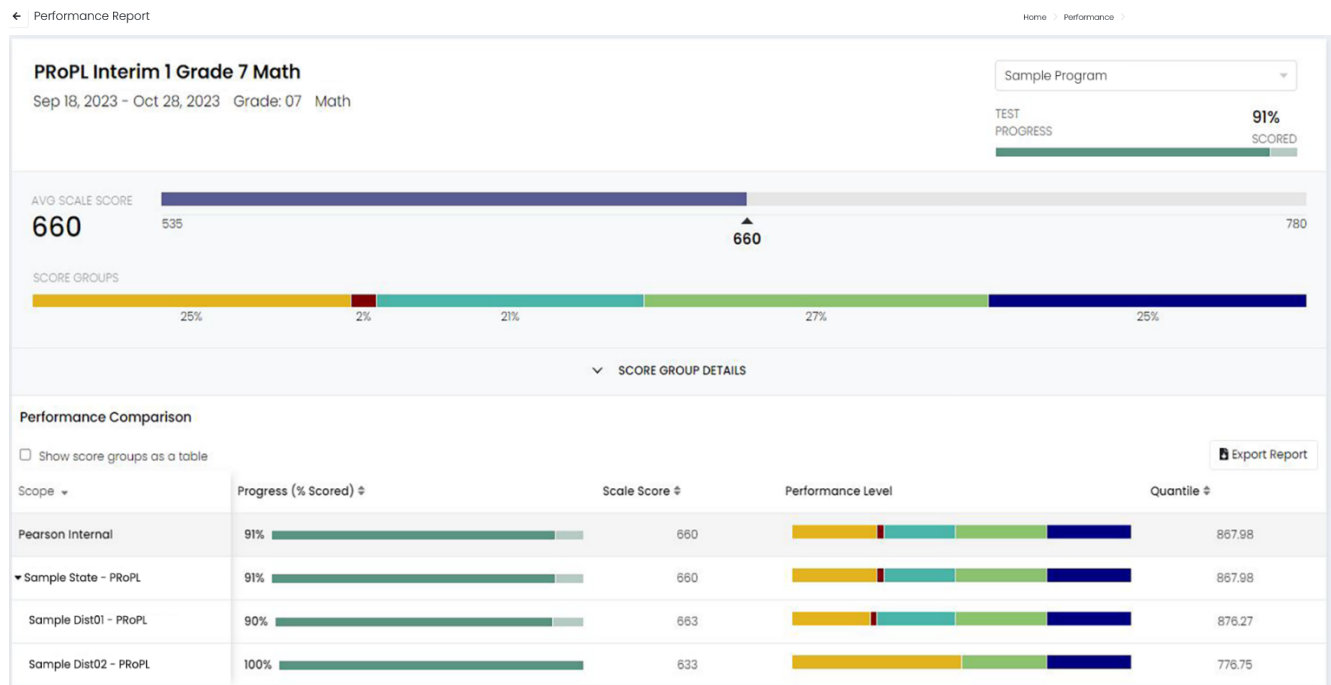 Performance Report
Home > Performance >
PRoPL Interim 1 Grade 7 Math
Sep 18, 2023 - Oct 28, 2023 Grade: 07 Math
Sample Program
TEST PROGRESS
91%
SCORED
AVG SCALE SCORE
660
535
660
780
SCORE GROUPS
25% 2% 21% 27% 25%
SCORE GROUP DETAILS
Performance Comparison
Show score groups as a table
Export Report
Scope Progress (% Scored) Scale Score Performance Level Quantile
Pearson Internal 91% 660 867.98
Sample State - PRoPL 91% 660 867.98
Sample Dist01 - PRoPL 90% 663 876.27
Sample Dist02 - PRoPL 100% 633 776.75